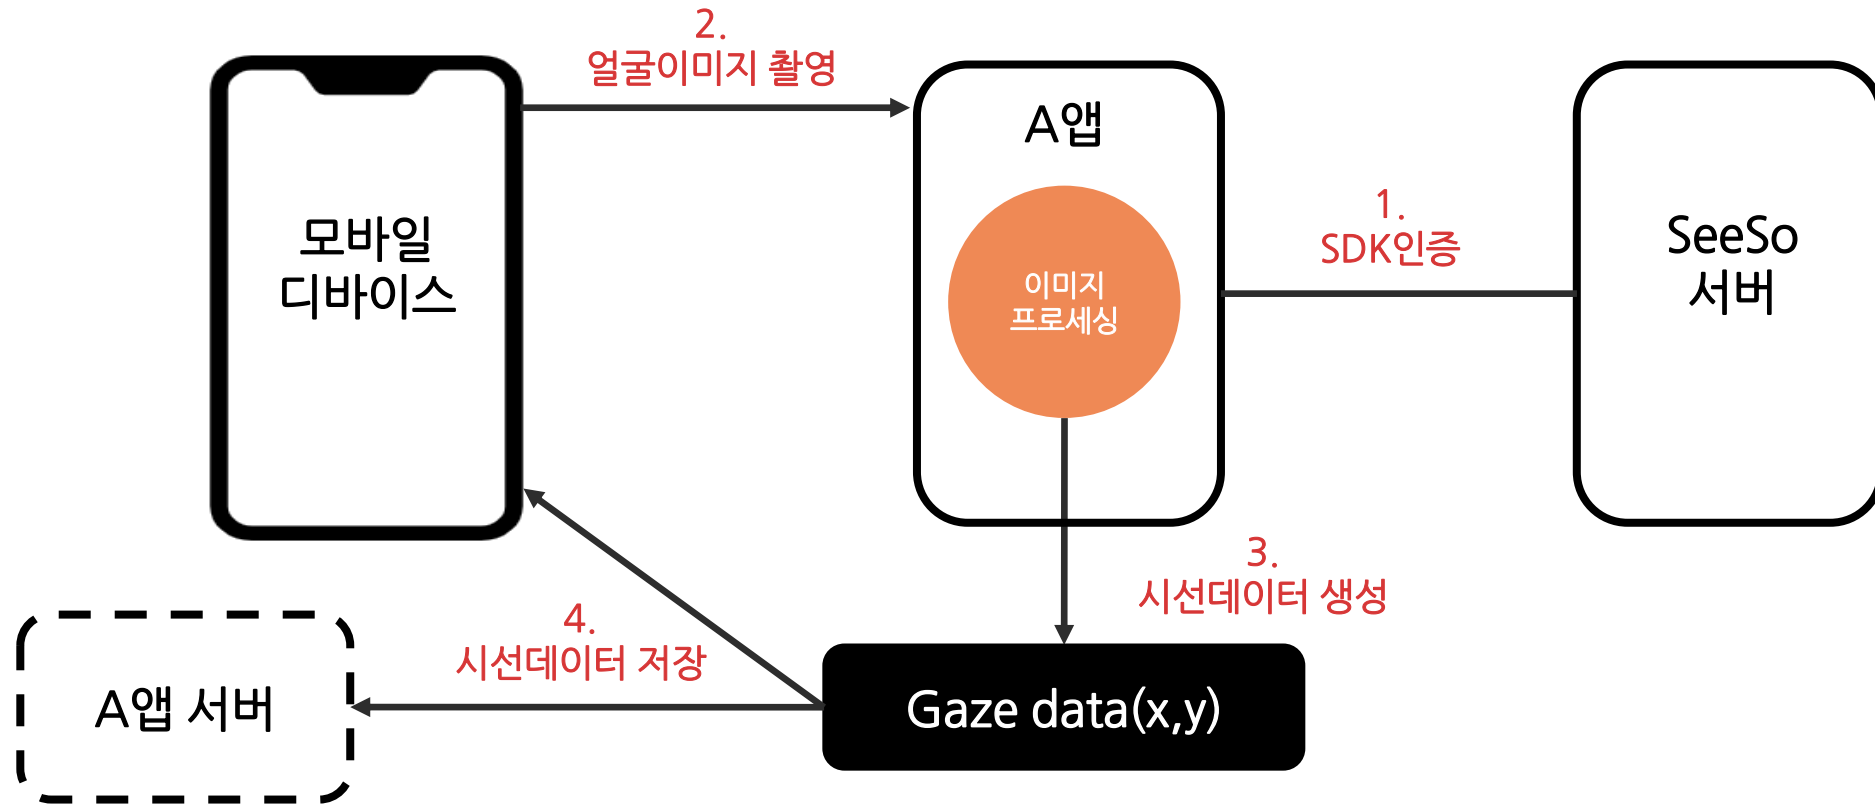 2.
얼굴이미지 촬영
A앱
1.
SDK인증
모바일
디바이스
이미지
프로세싱
SeeSo
서버
3.
시선데이터 생성
4.
시선데이터 저장
A앱 서버
Gaze data(x,y)